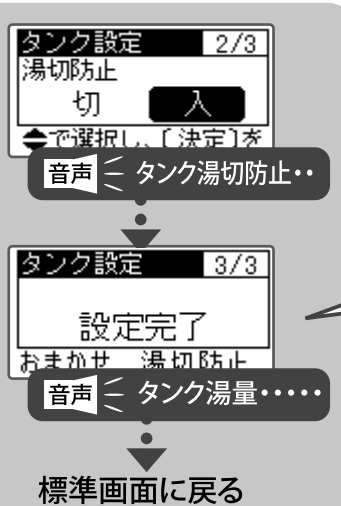 タンク設定 2/3
湯切防止
切 入
◆で選択し、〔決定〕を
音声 タンク湯切防止‥
タンク設定 3/3
設定完了
おまかせ 湯切防止
音声 タンク湯量‥‥‥
標準画面に戻る